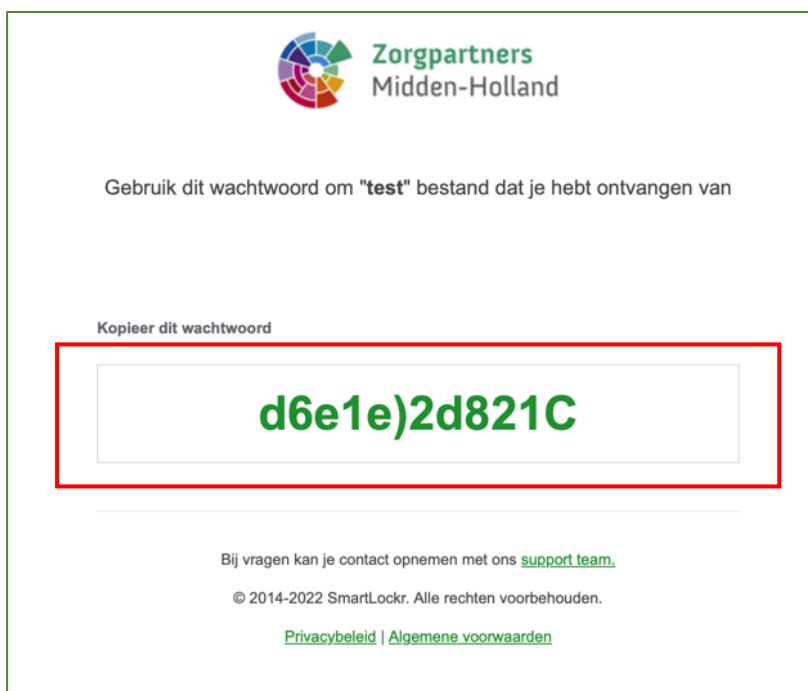 Zorgpartners
Midden-Holland
Gebruik dit wachtwoord om "test" bestand dat je hebt ontvangen van
Kopieer dit wachtwoord
d6e1e)2d821C
Bij vragen kan je contact opnemen met ons support team.
© 2014-2022 SmartLockr. Alle rechten voorbehouden.
Privacybeleid | Algemene voorwaarden